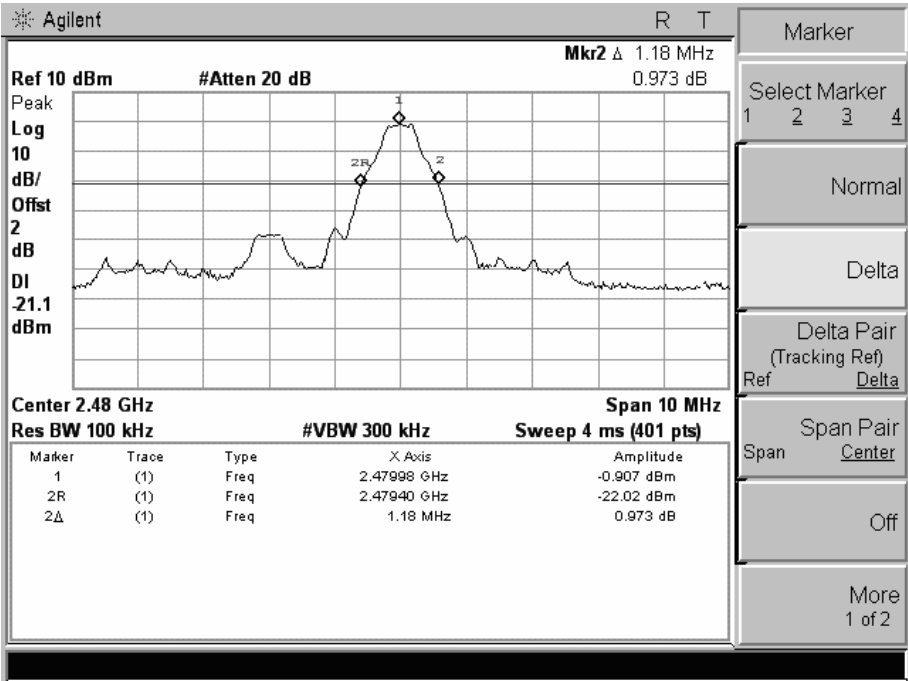 Agilent R T
Mkr2 Δ 1.18 MHz
Ref 10 dBm #Atten 20 dB 0.973 dB
Peak
Log
10
dB/
Offst
2
dB
DI
-21.1
dBm
1
2R
2
Center 2.48 GHz Span 10 MHz
Res BW 100 kHz #VBW 300 kHz Sweep 4 ms (401 pts)
Marker Trace Type X Axis Amplitude
1 (1) Freq 2.47998 GHz -0.907 dBm
2R (1) Freq 2.47940 GHz -22.02 dBm
2Δ (1) Freq 1.18 MHz 0.973 dB
Marker
Select Marker
1 2 3 4
Normal
Delta
Delta Pair
(Tracking Ref)
Ref Delta
Span Pair
Span Center
Off
More
1 of 2